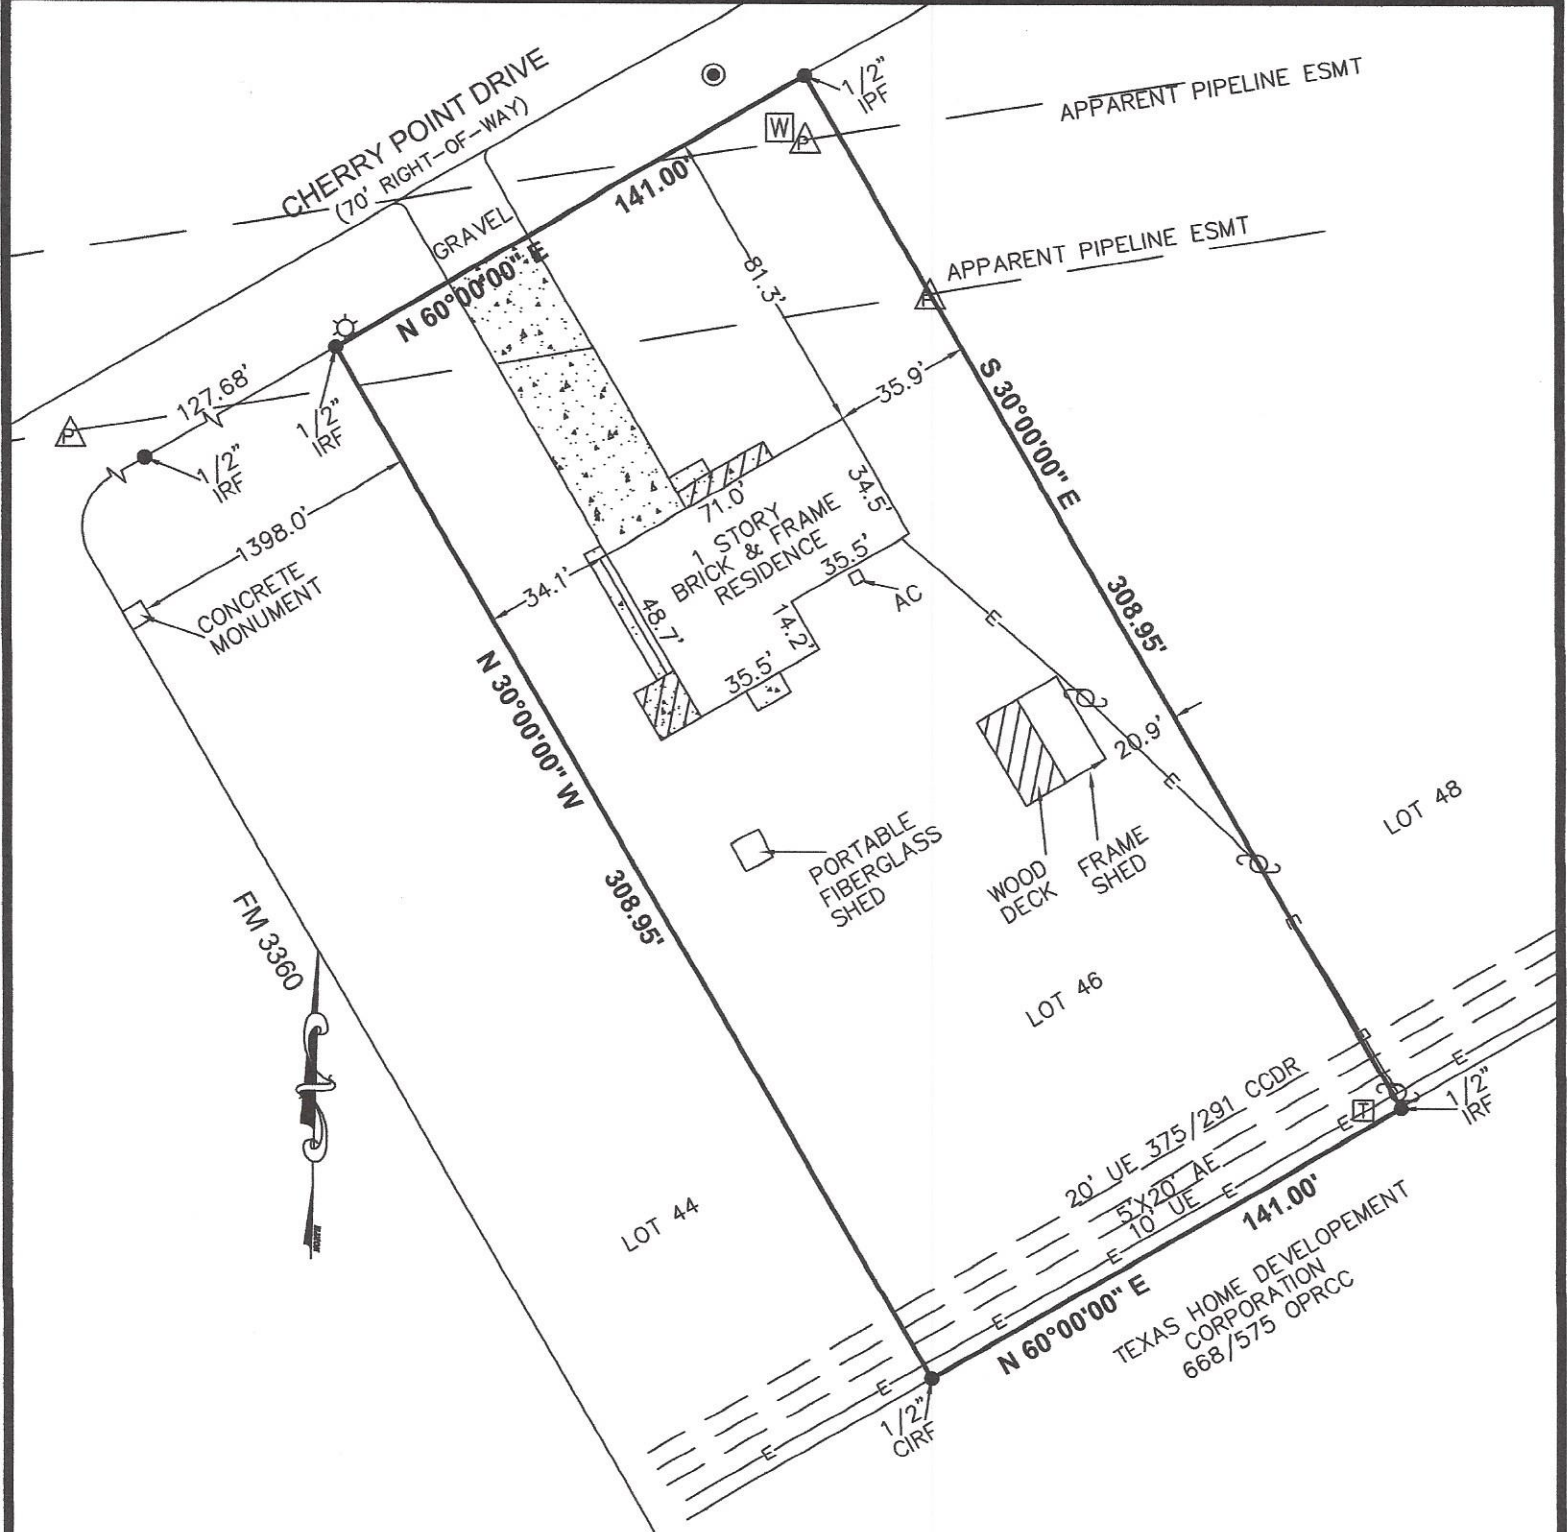 CHERRY POINT DRIVE
(70' RIGHT-OF-WAY)
1/2"
IPF
APPARENT PIPELINE ESMT
W
P
141.00'
GRAVEL
N 60°00'00" E
81.3'
APPARENT PIPELINE ESMT
P
127.68'
P
1/2"
IRF
1/2"
IRF
35.9'
S 30°00'00" E
1398.0'
CONCRETE
MONUMENT
71.0'
34.5'
1 STORY
BRICK & FRAME
RESIDENCE
35.5'
34.1'
48.7'
14.2'
35.5'
AC
E
308.95'
N 30°00'00" W
20.9'
E
LOT 48
PORTABLE
FIBERGLASS
SHED
WOOD
DECK
FRAME
SHED
308.95'
E
FM 3360
LOT 46
20' UE 375/291 CCDR
5'X20' AE
10' UE
E
E
T
1/2"
IRF
E
E
E
E
E
141.00'
N 60°00'00" E
LOT 44
TEXAS HOME DEVELOPEMENT
CORPORATION
668/575 OPRCC
1/2"
CIRF